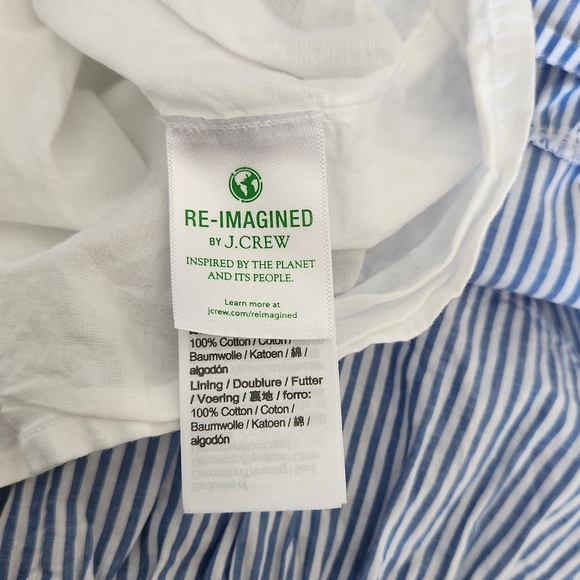 RE-IMAGINED
BY J.CREW
INSPIRED BY THE PLANET
AND ITS PEOPLE.
Learn more at
jcrew.com/reimagined
100% Cotton / Coton /
Baumwolle / Katoen / 綿 /
algodón
Lining / Doublure / Futter
/ Voering / 裏地 / forro:
100% Cotton / Coton /
Baumwolle / Katoen / 綿 /
algodón